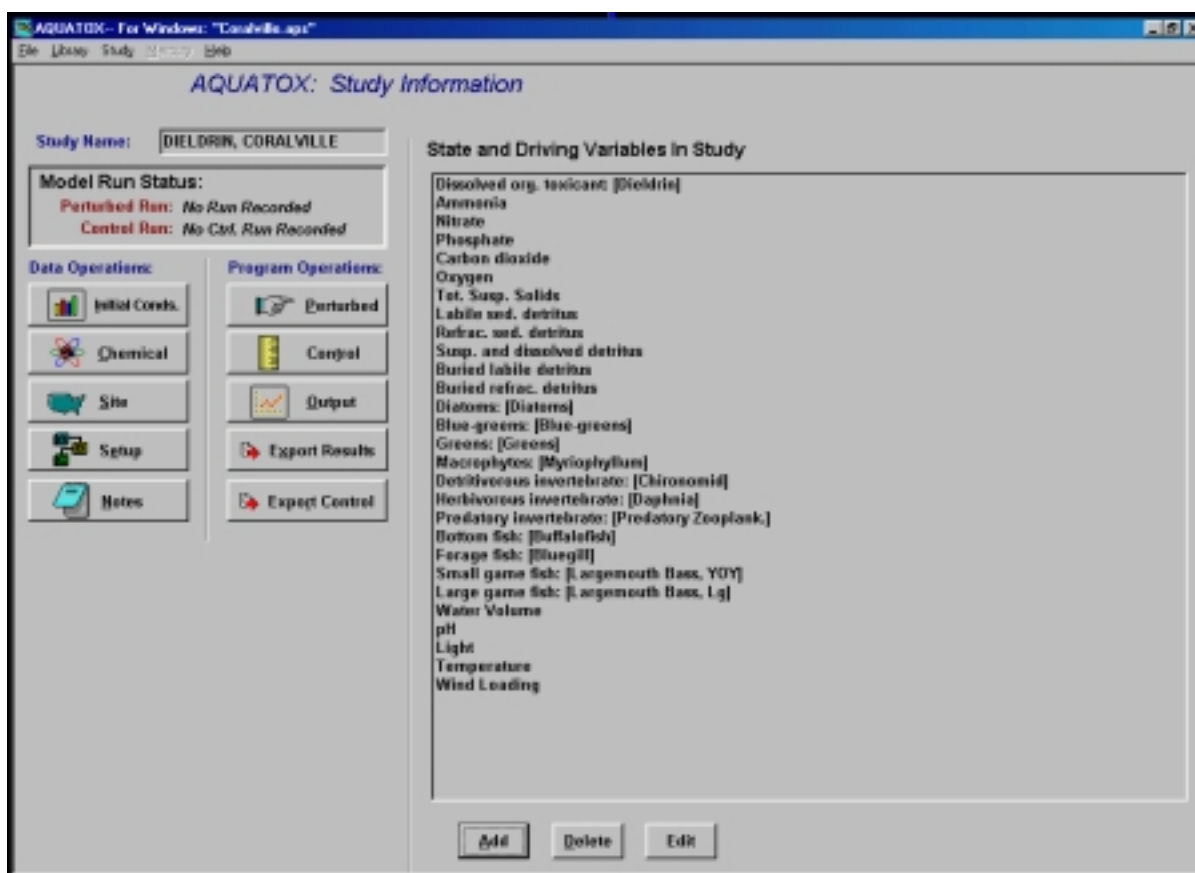 AQUATOX-- For Windows: "Coralville.aps"
File Library Study Help
AQUATOX: Study Information
Study Name: DIELDRIN, CORALVILLE
Model Run Status:
Perturbed Run: No Run Recorded
Control Run: No Ctrl. Run Recorded
Data Operations:
Initial Conds.
Chemical
Site
Setup
Notes
Program Operations:
Perturbed
Control
Output
Export Results
Export Control
State and Driving Variables In Study
Dissolved org. toxicant: [Dieldrin]
Ammonia
Nitrate
Phosphate
Carbon dioxide
Oxygen
Tot. Susp. Solids
Labile sed. detritus
Refrac. sed. detritus
Susp. and dissolved detritus
Buried labile detritus
Buried refrac. detritus
Diatoms: [Diatoms]
Blue-greens: [Blue-greens]
Greens: [Greens]
Macrophytes: [Myriophyllum]
Detritivorous invertebrate: [Chironomid]
Herbivorous invertebrate: [Daphnia]
Predatory invertebrate: [Predatory Zooplank.]
Bottom fish: [Buffalofish]
Forage fish: [Bluegill]
Small game fish: [Largemouth Bass, YOY]
Large game fish: [Largemouth Bass, Lg]
Water Volume
pH
Light
Temperature
Wind Loading
Add Delete Edit